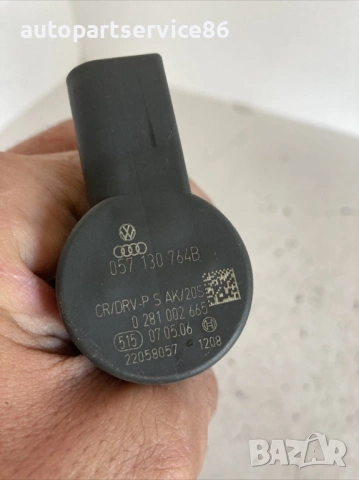 autopartservice86
057 130 764B
CR/DRV-P S AK/20S
0 281 002 665
515 07.05.06
22058057 1208
BAZAR
bg